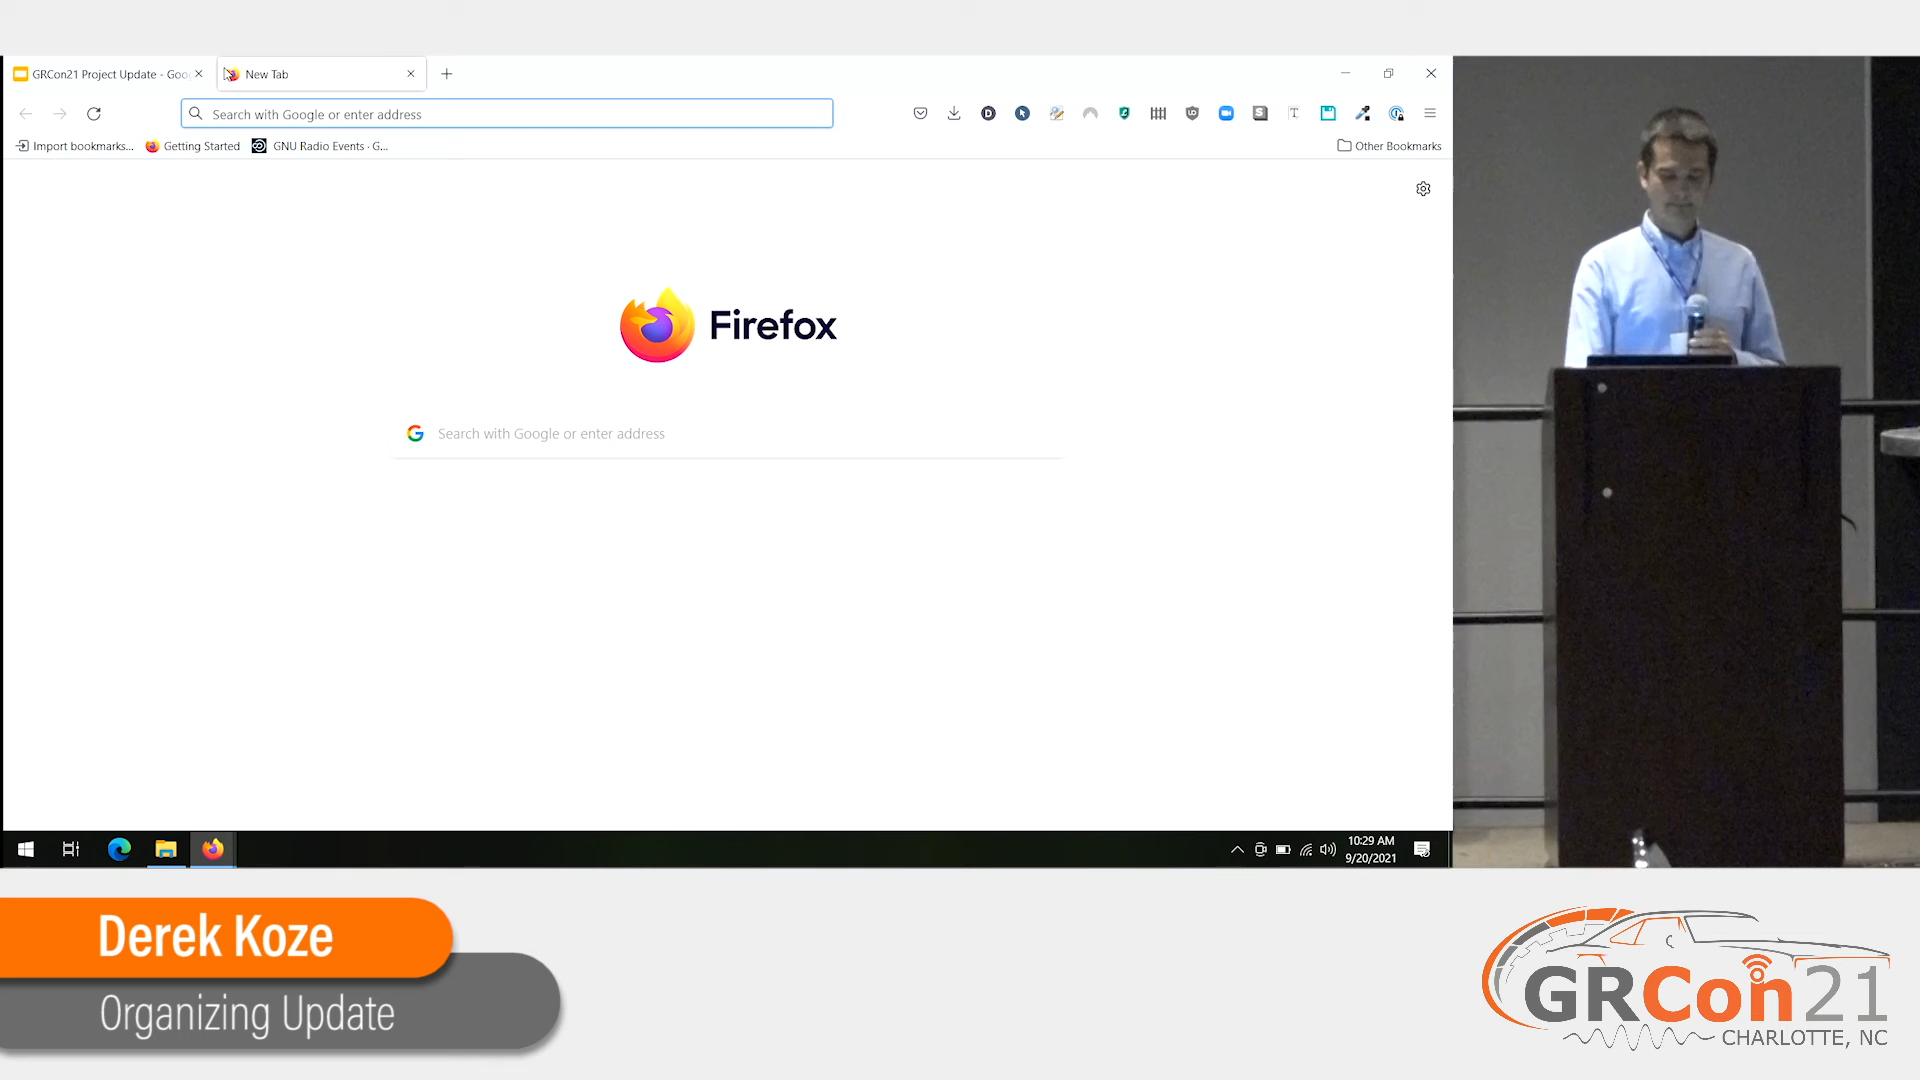 GRCon21 Project Update - Goo
New Tab
Search with Google or enter address
Import bookmarks...
Getting Started
GNU Radio Events · G...
Other Bookmarks
Firefox
Search with Google or enter address
10:29 AM
9/20/2021
Derek Koze
Organizing Update
GRCon21
CHARLOTTE, NC